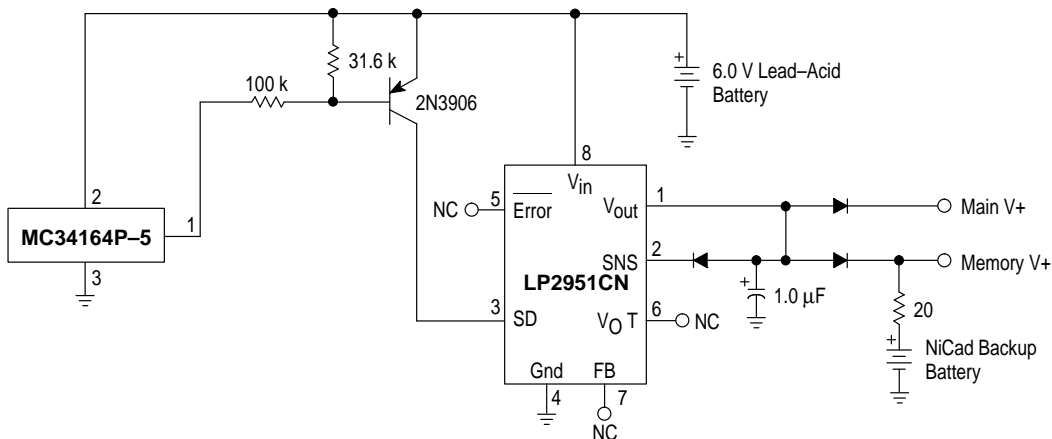 31.6 k
100 k
2N3906
6.0 V Lead–Acid
Battery
8
Vin
2
1
MC34164P–5
3
NC
5
Error
Vout
1
Main V+
SNS
2
Memory V+
LP2951CN
1.0 µF
3
SD
VO T
6
NC
20
NiCad Backup
Battery
Gnd
FB
4
7
NC